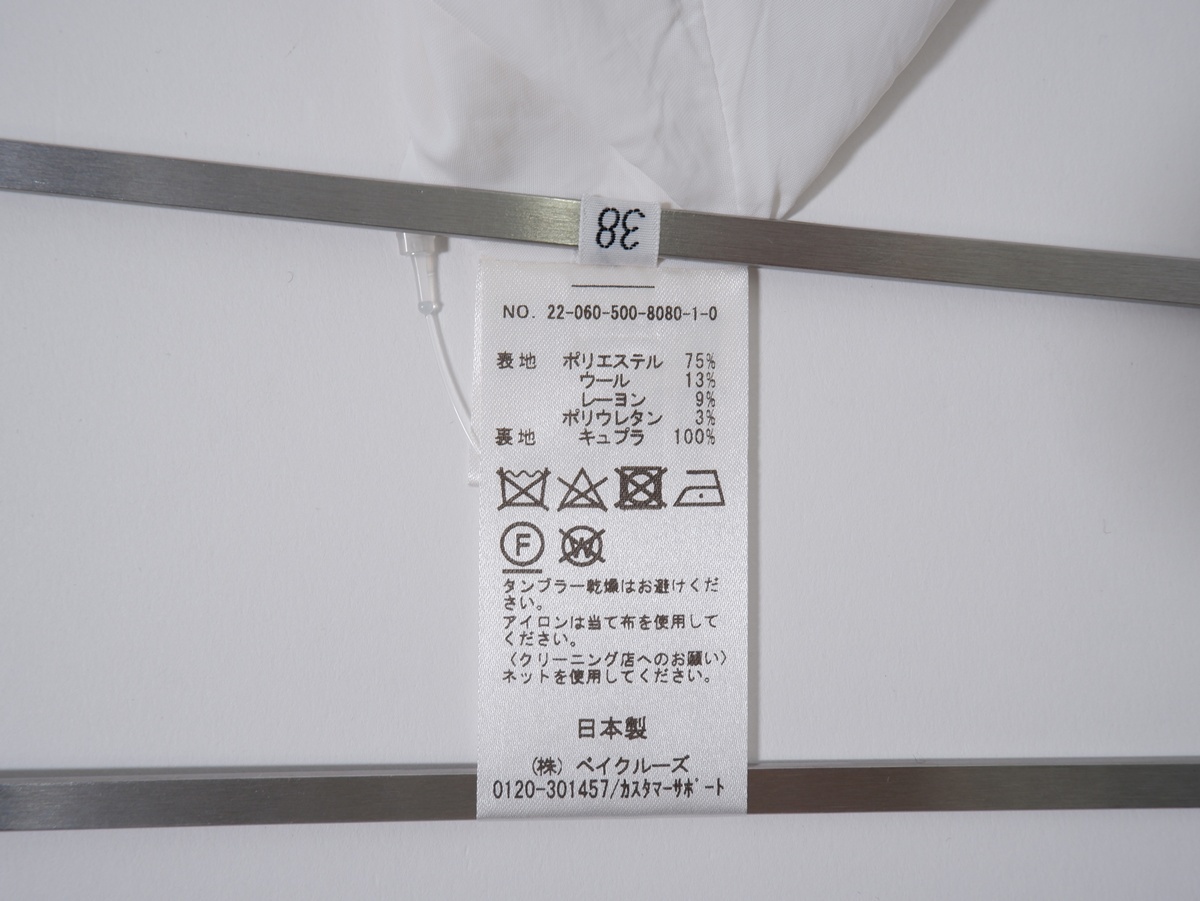 38
NO. 22-060-500-8080-1-0
表地 ポリエステル 75%
ウール 13%
レーヨン 9%
ポリウレタン 3%
裏地 キュプラ 100%
F W
タンブラー乾燥はお避けくだ
さい。
アイロンは当て布を使用して
ください。
〈クリーニング店へのお願い〉
ネットを使用してください。
日本製
(株) ベイクルーズ
0120-301457/カスタマーサポート